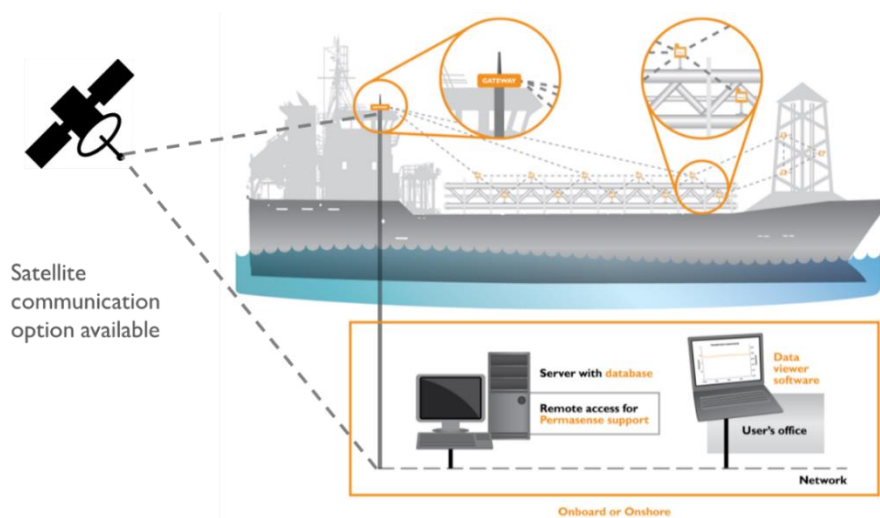 GATEWAY
Satellite
communication
option available
Server with database
Remote access for
Permasense support
Data
viewer
software
User's office
Network
Onboard or Onshore